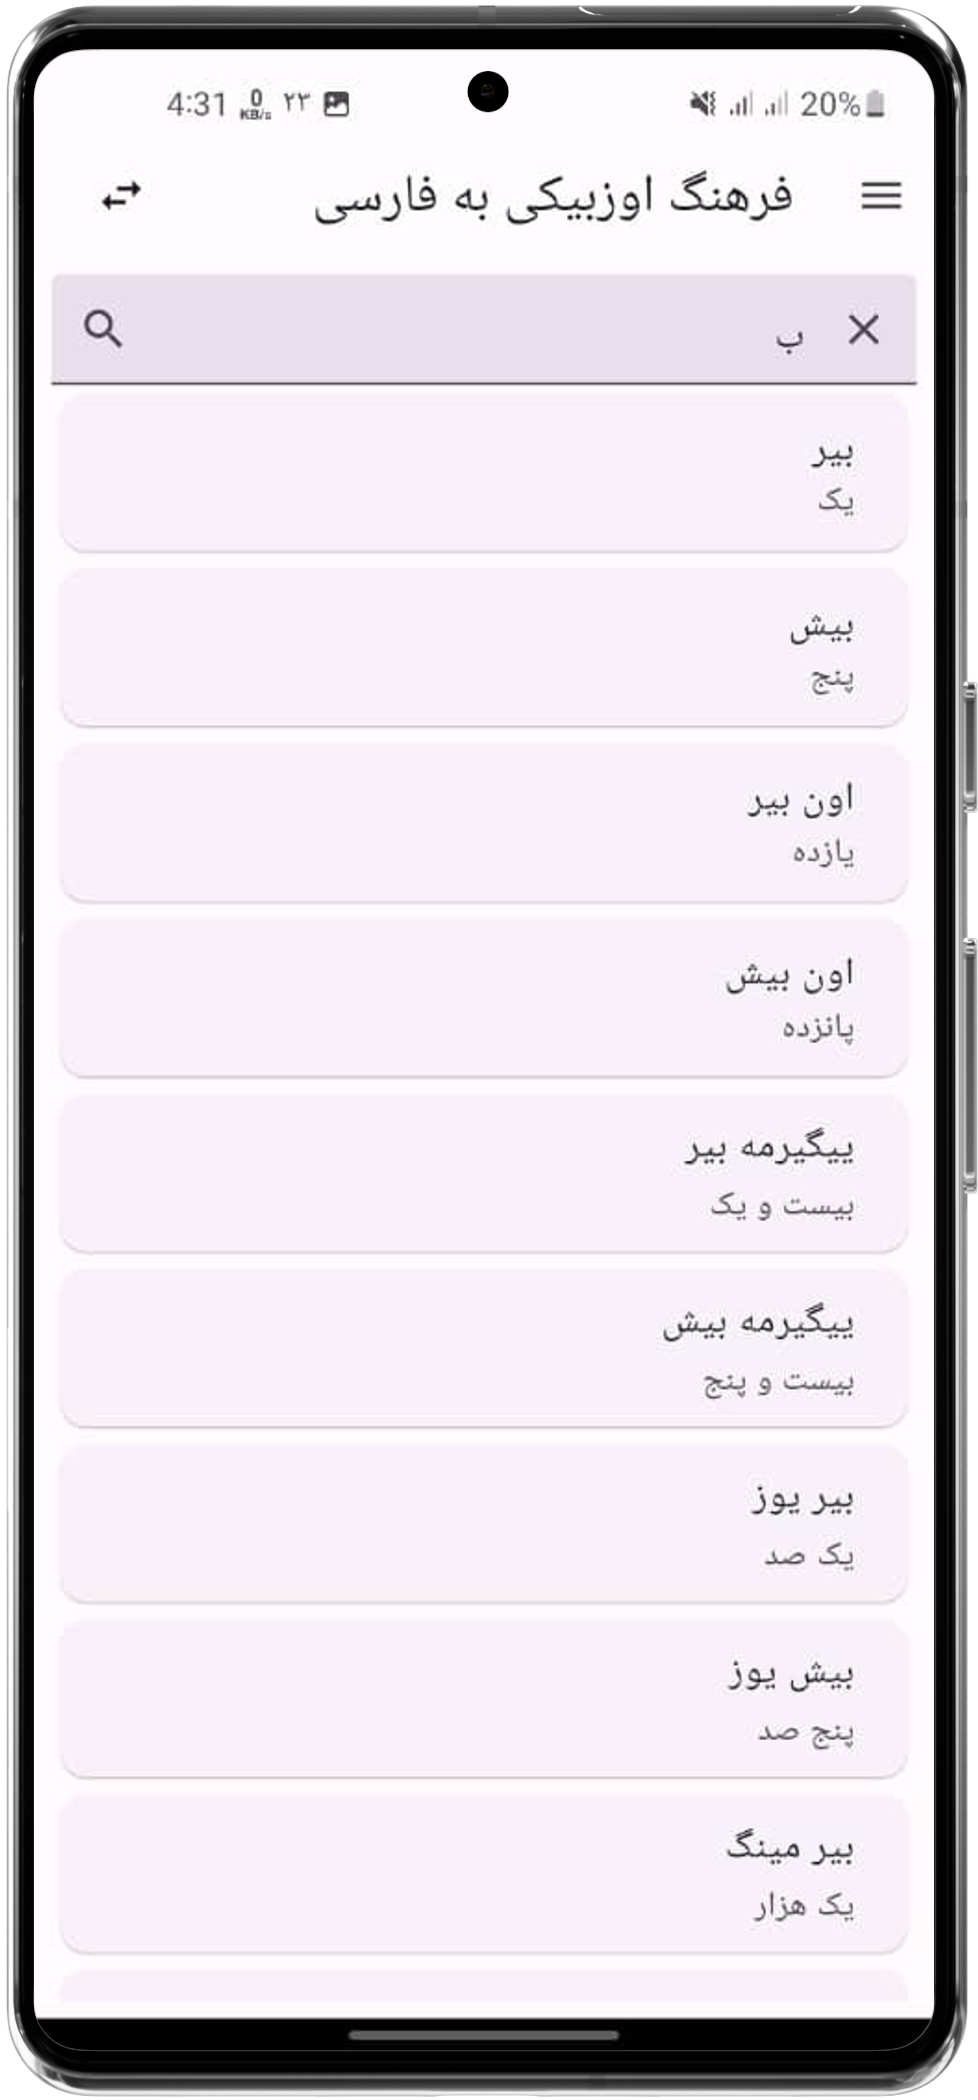 4:31 0 KB/s ۲۳ 20%
فرهنگ اوزبیکی به فارسی
ب
بیر
یک
بیش
پنج
اون بیر
یازده
اون بیش
پانزده
ییگیرمه بیر
بیست و یک
ییگیرمه بیش
بیست و پنج
بیر یوز
یک صد
بیش یوز
پنج صد
بیر مینگ
یک هزار